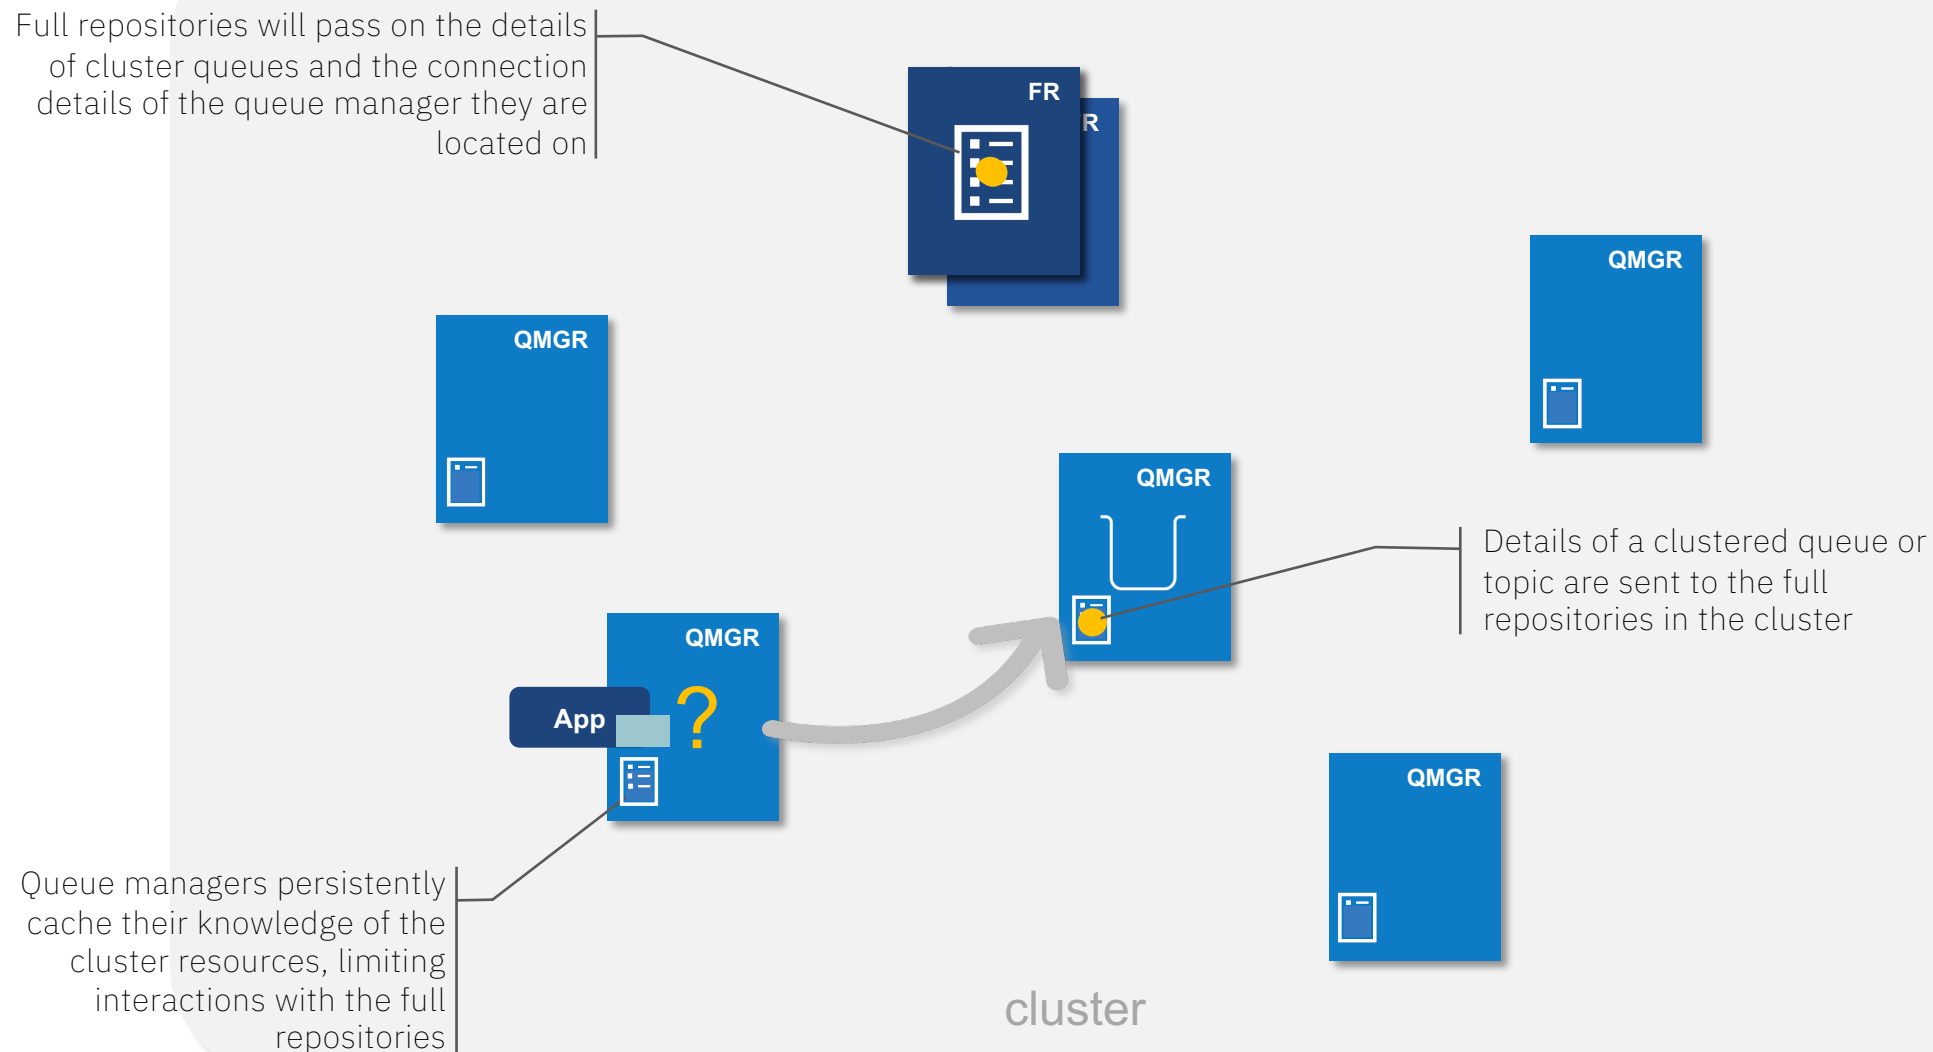 Full repositories will pass on the details
of cluster queues and the connection
details of the queue manager they are
located on
FR
R
QMGR
QMGR
QMGR
Details of a clustered queue or
topic are sent to the full
repositories in the cluster
QMGR
App
?
QMGR
Queue managers persistently
cache their knowledge of the
cluster resources, limiting
interactions with the full
repositories
cluster